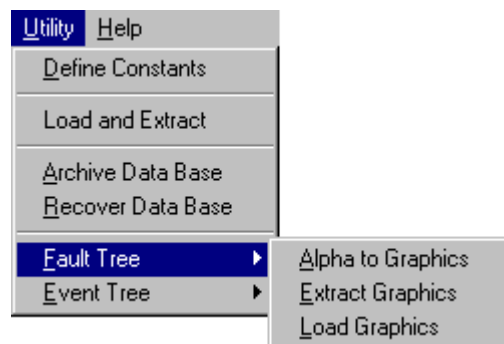 Utility Help
Define Constants
Load and Extract
Archive Data Base
Recover Data Base
Fault Tree
Alpha to Graphics
Event Tree
Extract Graphics
Load Graphics